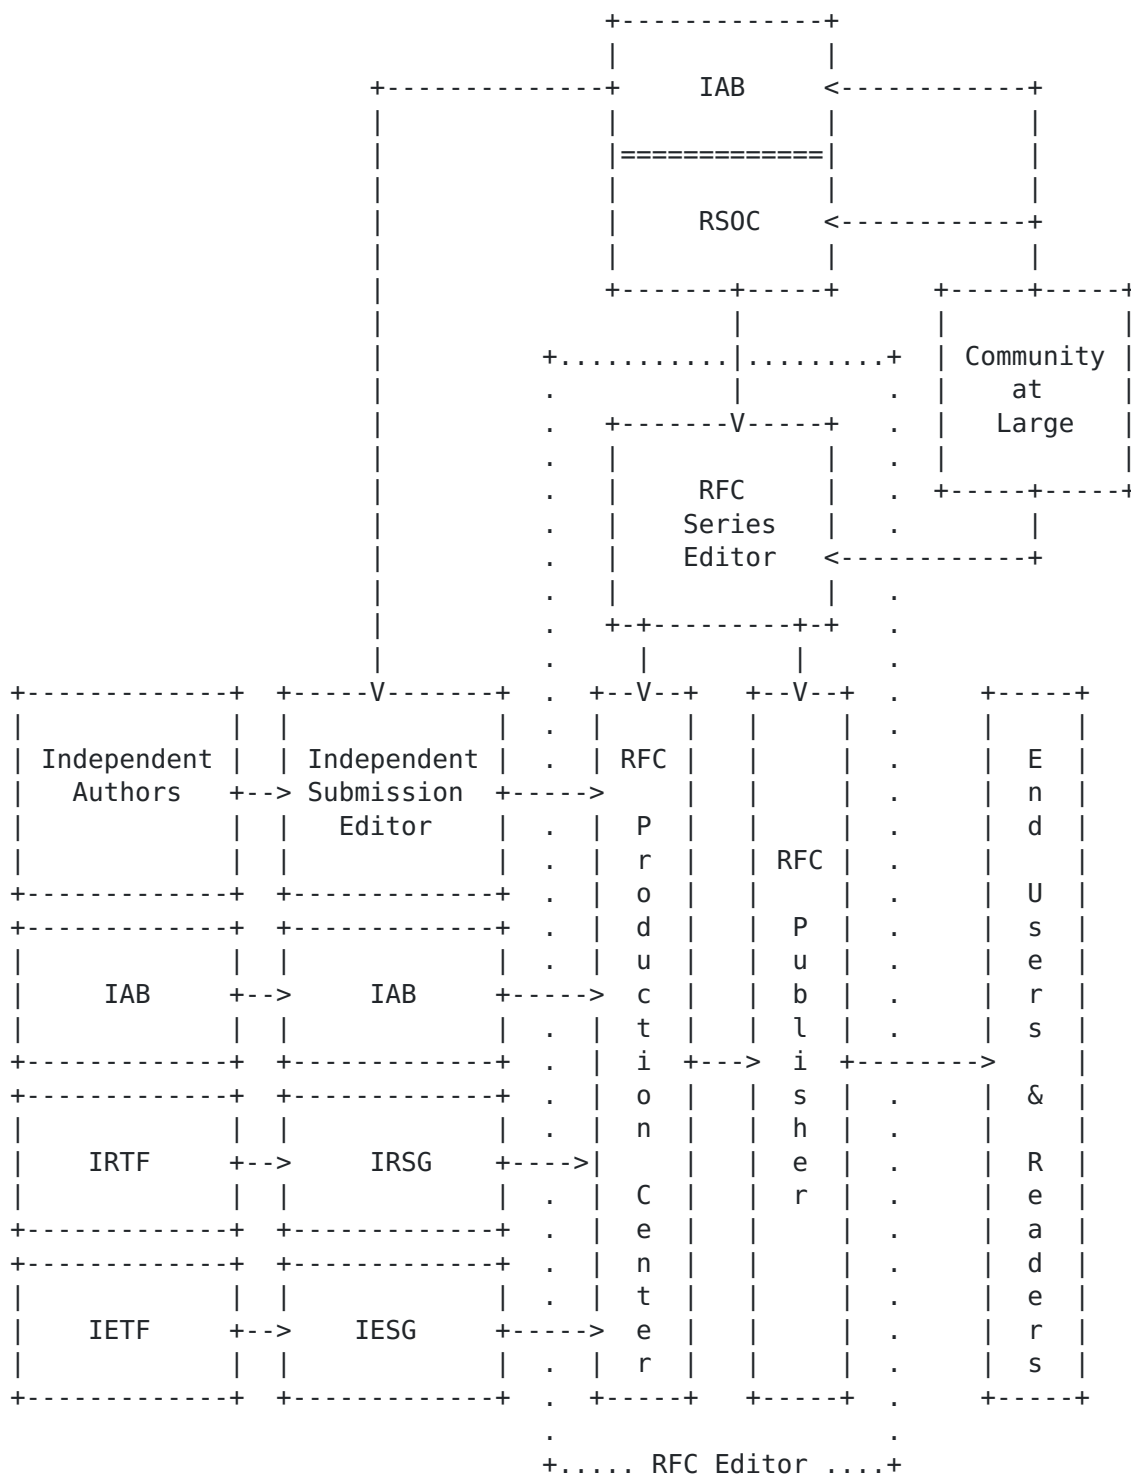 IAB
RSOC
Community
at
Large
RFC
Series
Editor
Independent
Authors
Independent
Submission
Editor
RFC
Production
Center
RFC
Publisher
End
Users
&
Readers
IAB
IAB
IRTF
IRSG
IETF
IESG
RFC Editor